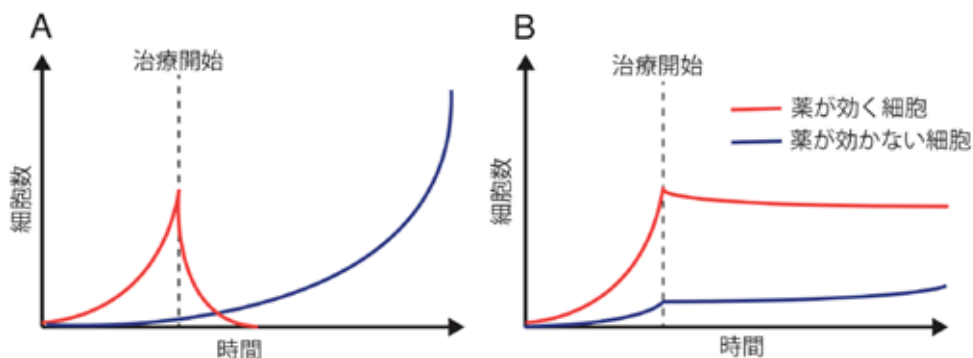 A
治療開始
細胞数
時間
B
治療開始
薬が効く細胞
薬が効かない細胞
細胞数
時間